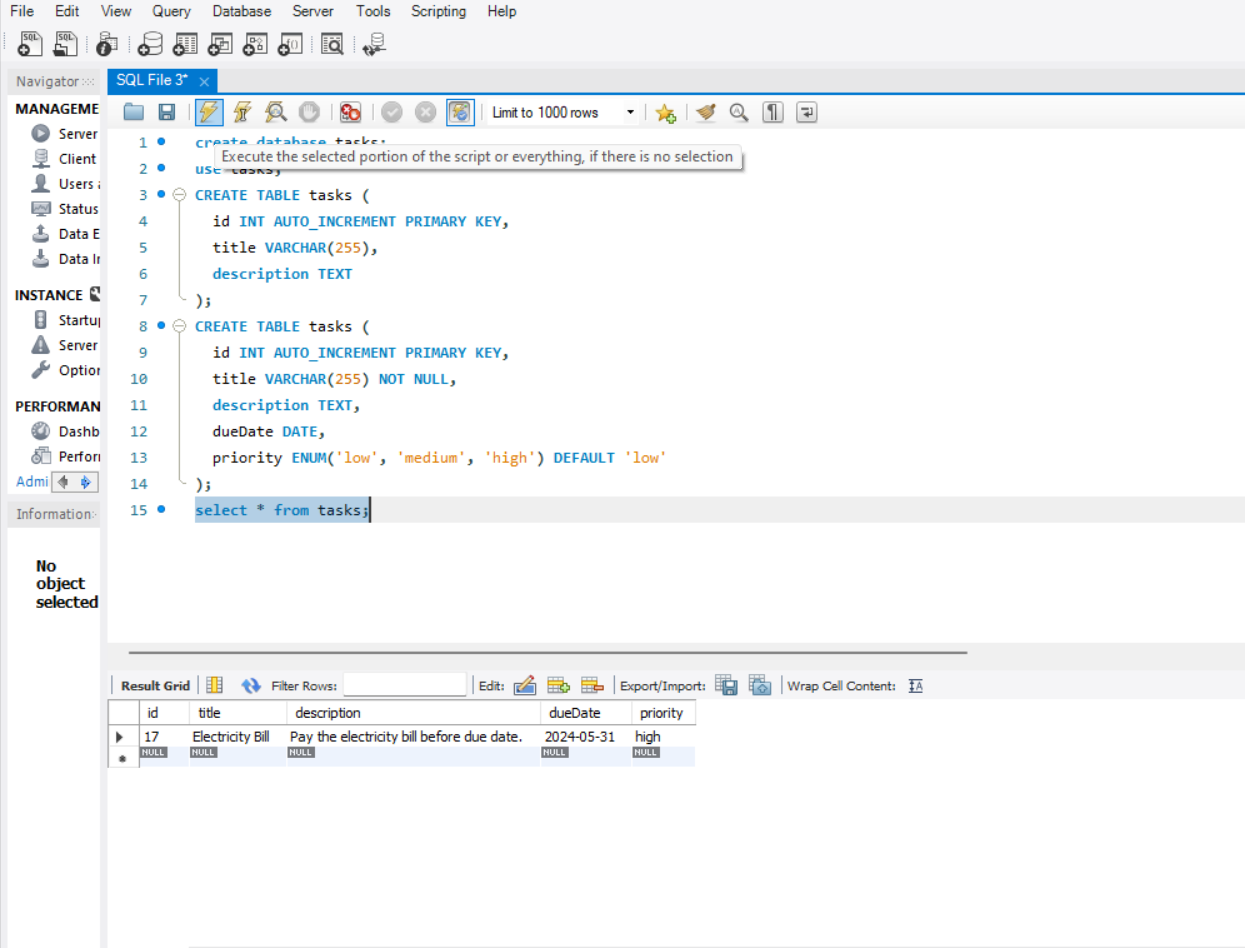 File Edit View Query Database Server Tools Scripting Help
SQL SQL
Navigator
SQL File 3*
MANAGEME
Server
Client
Users a
Status
Data E
Data In
INSTANCE
Startup
Server
Option
PERFORMAN
Dashb
Perform
Admi
Information
No
object
selected
Limit to 1000 rows
1 create database tasks;
Execute the selected portion of the script or everything, if there is no selection
2 use tasks;
3 CREATE TABLE tasks (
4 id INT AUTO_INCREMENT PRIMARY KEY,
5 title VARCHAR(255),
6 description TEXT
7 );
8 CREATE TABLE tasks (
9 id INT AUTO_INCREMENT PRIMARY KEY,
10 title VARCHAR(255) NOT NULL,
11 description TEXT,
12 dueDate DATE,
13 priority ENUM('low', 'medium', 'high') DEFAULT 'low'
14 );
15 select * from tasks;
Result Grid Filter Rows: Edit: Export/Import: Wrap Cell Content: IA
id title description dueDate priority
17 Electricity Bill Pay the electricity bill before due date. 2024-05-31 high
NULL NULL NULL NULL NULL